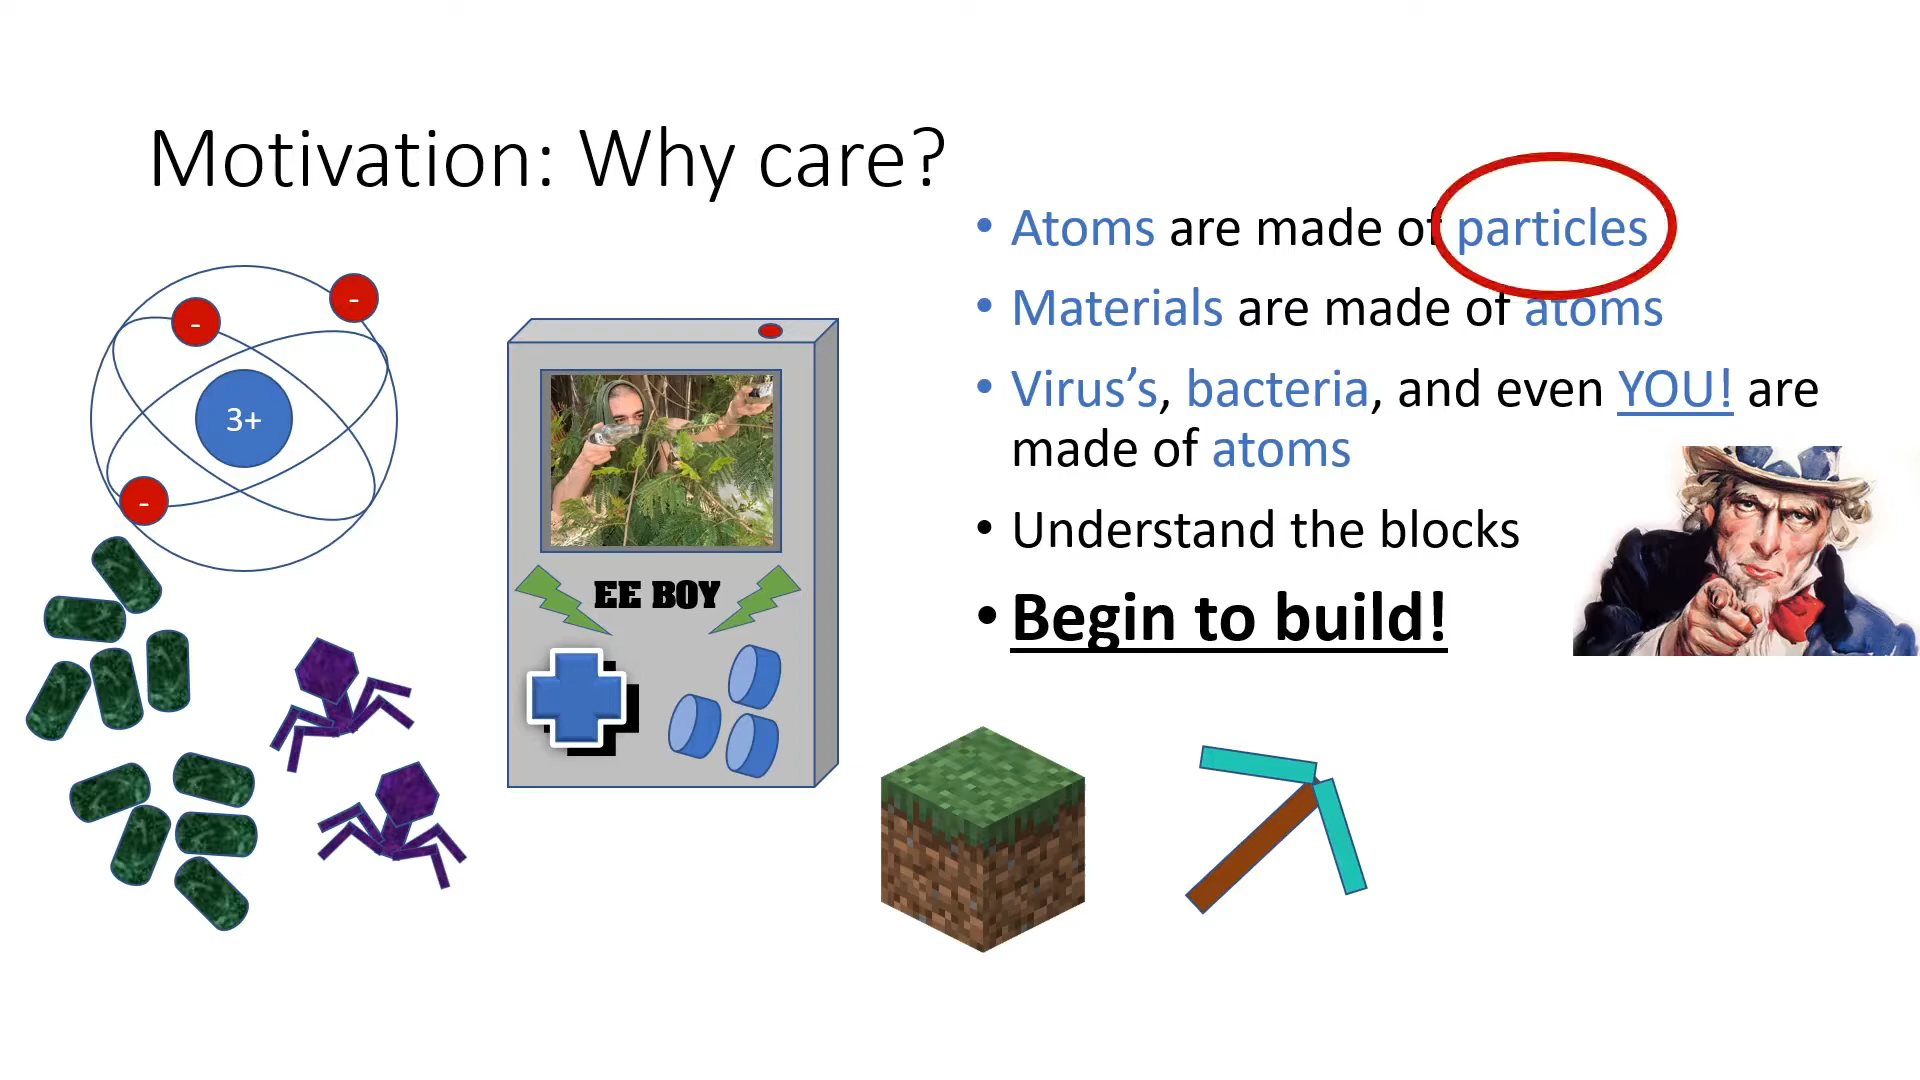 Motivation: Why care?
• Atoms are made of particles
• Materials are made of atoms
• Virus’s, bacteria, and even YOU! are
made of atoms
• Understand the blocks
• Begin to build!
-
-
3+
-
EE BOY